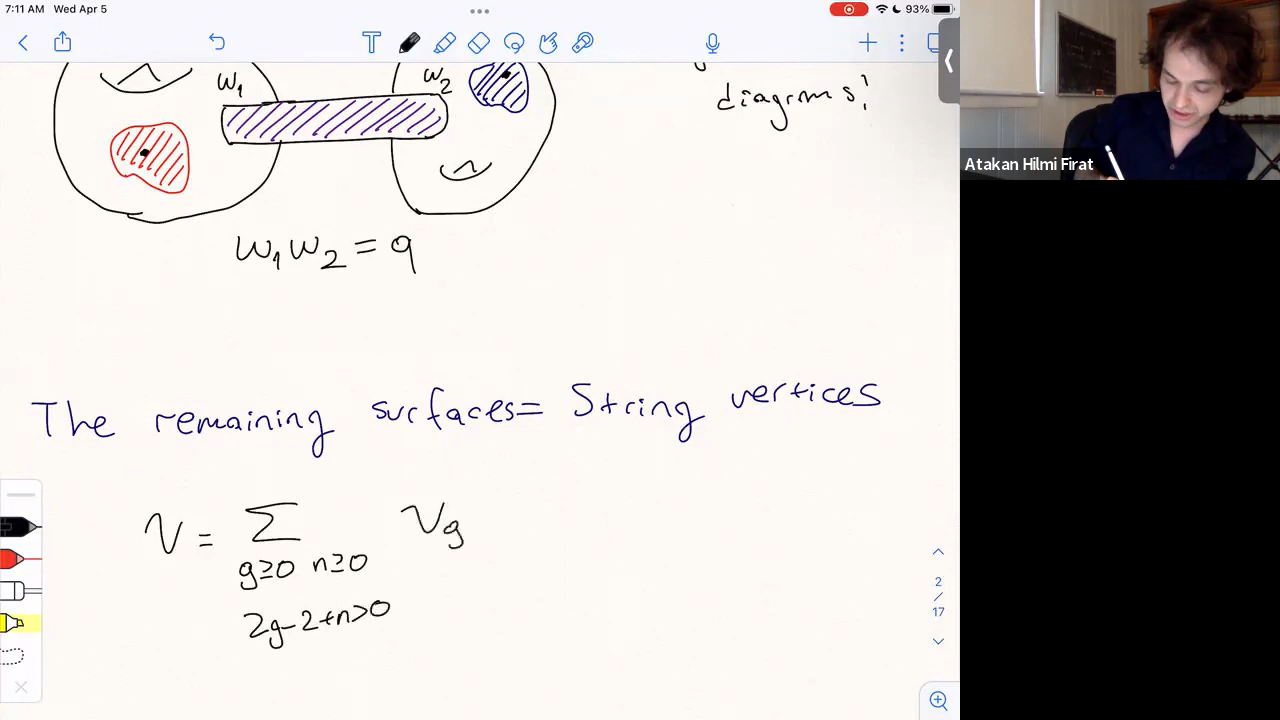 7:11 AM Wed Apr 5
93%
w₁
w₂
diagrams!
Atakan Hilmi Firat
w₁w₂ = q
The remaining surfaces = String vertices
V = Σ V_g
g≥0 n≥0
2g-2+n>0
2
/
17